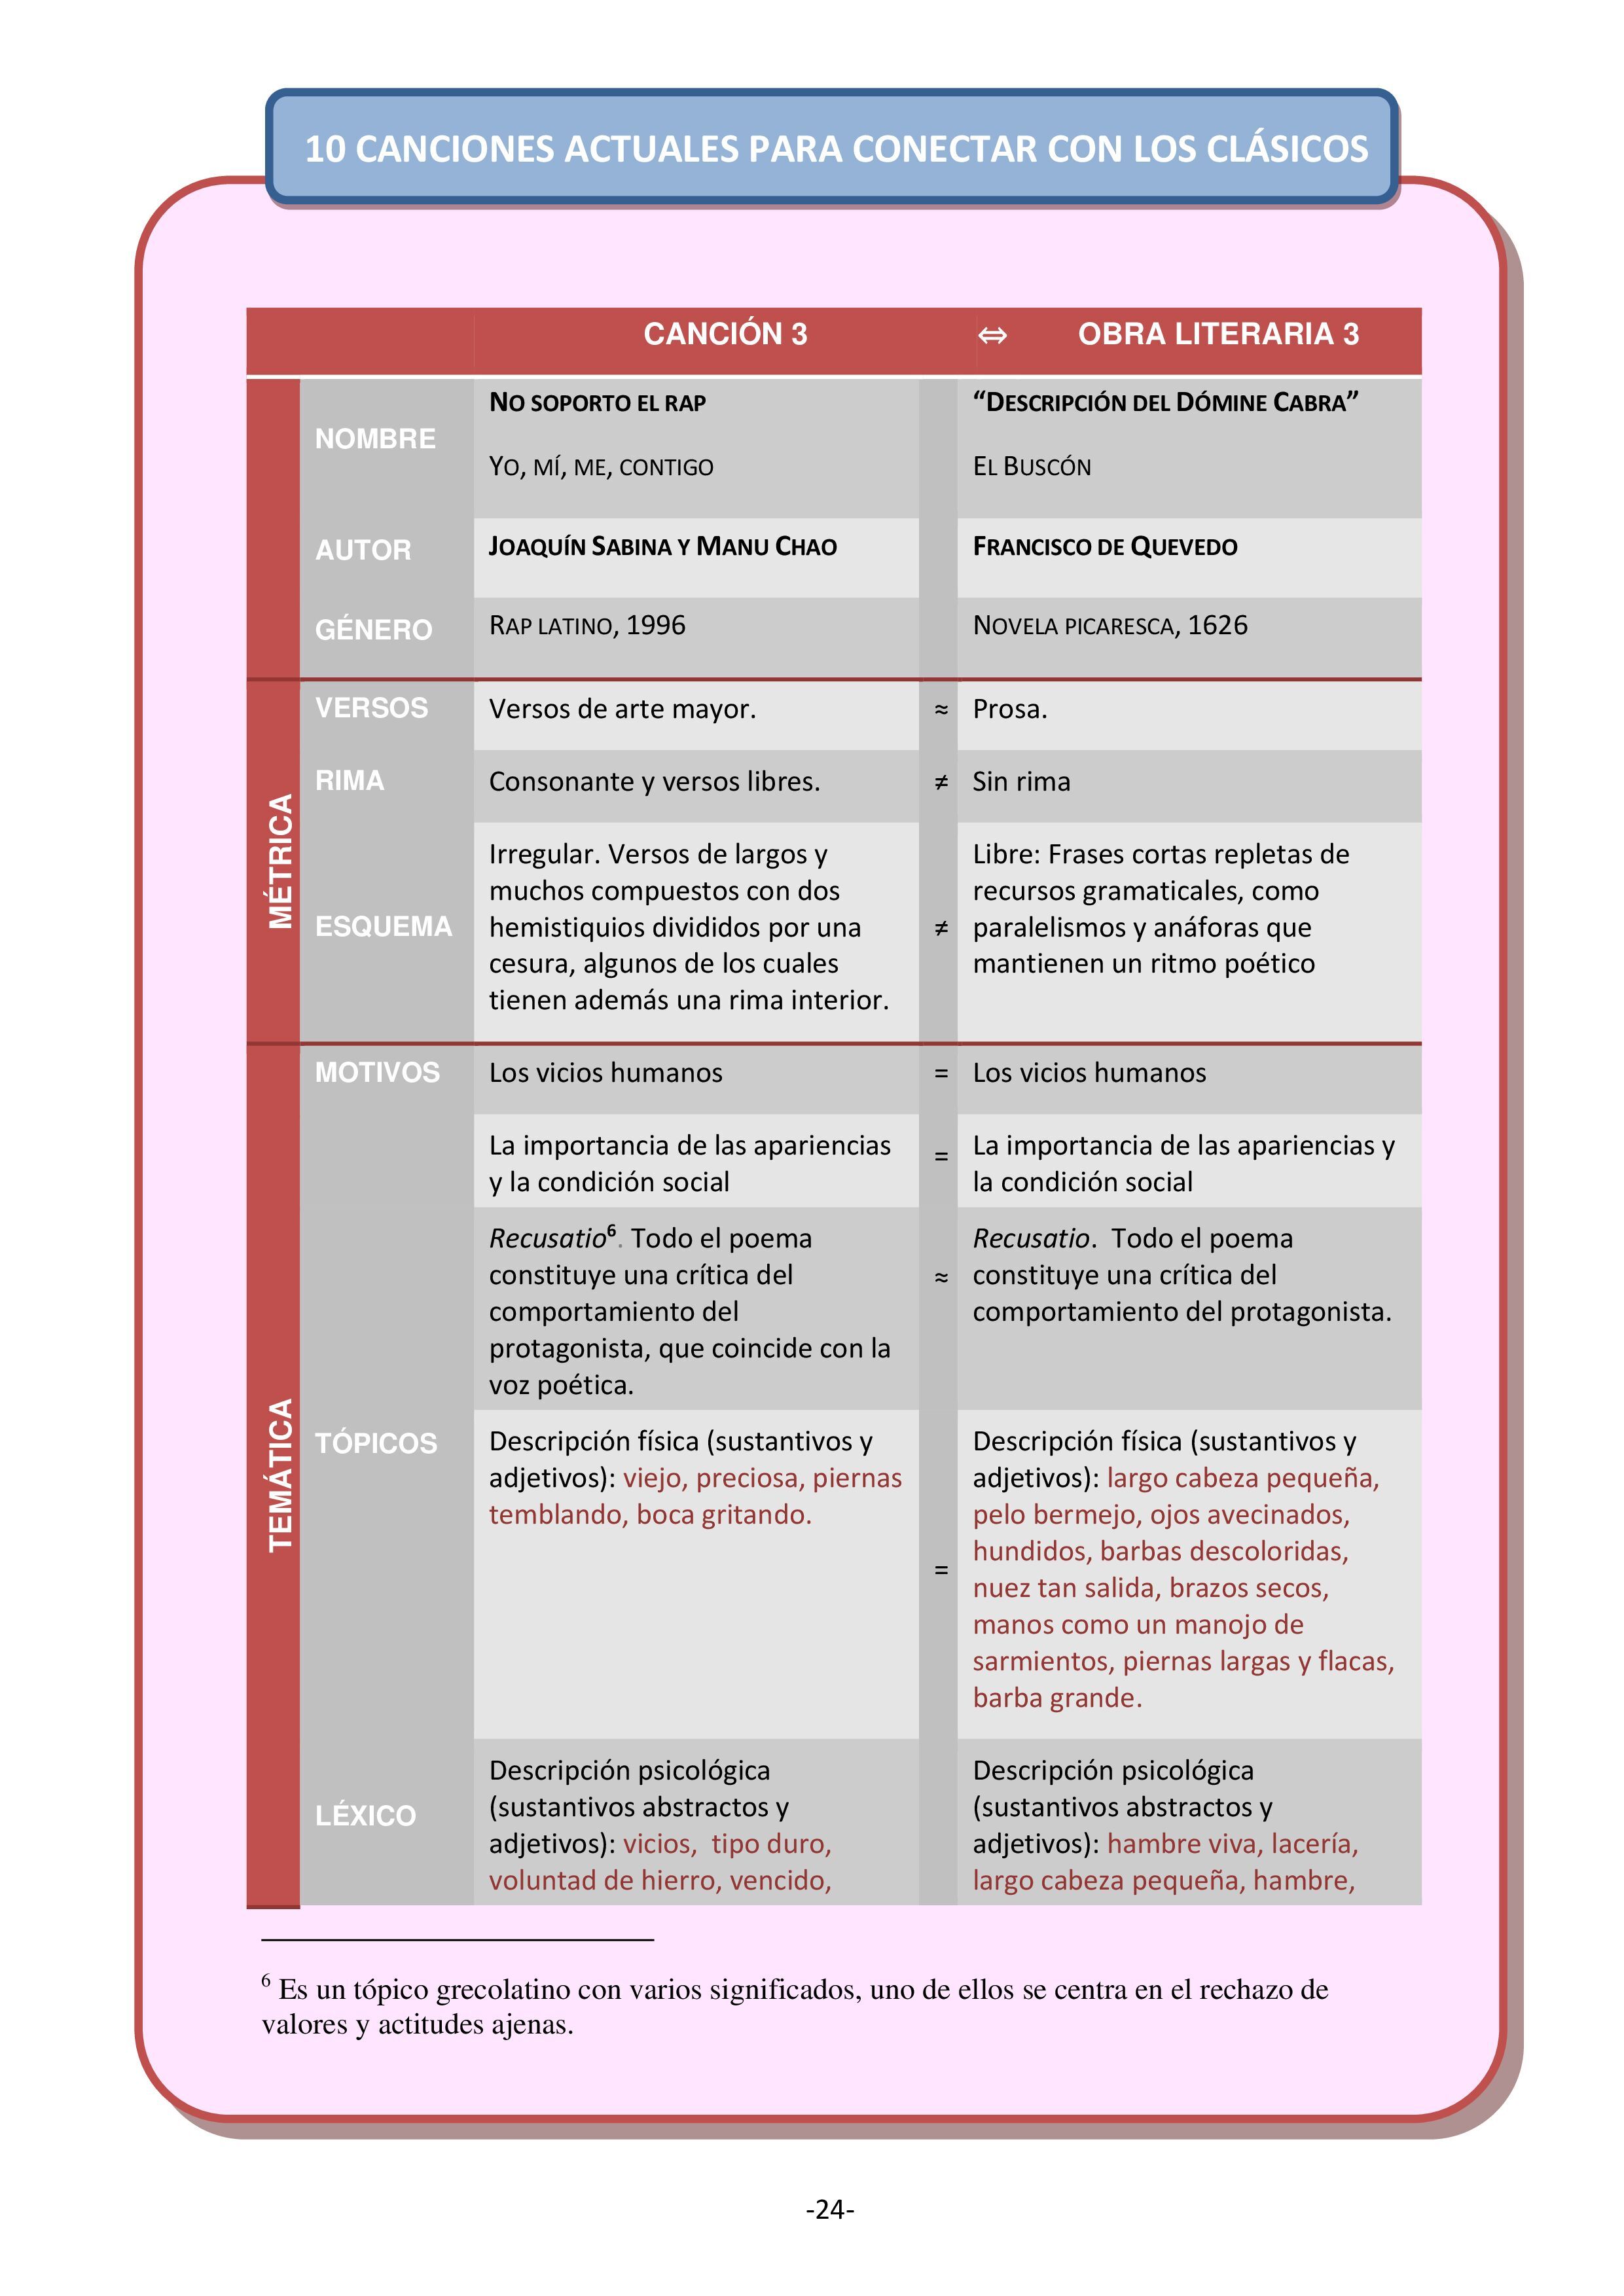 10 CANCIONES ACTUALES PARA CONECTAR CON LOS CLÁSICOS
CANCIÓN 3 ⇔ OBRA LITERARIA 3
NOMBRE
NO SOPORTO EL RAP
YO, MÍ, ME, CONTIGO
“DESCRIPCIÓN DEL DÓMINE CABRA”
EL BUSCÓN
AUTOR
JOAQUÍN SABINA Y MANU CHAO
FRANCISCO DE QUEVEDO
GÉNERO
RAP LATINO, 1996
NOVELA PICARESCA, 1626
MÉTRICA
VERSOS
Versos de arte mayor.
≈
Prosa.
RIMA
Consonante y versos libres.
≠
Sin rima
ESQUEMA
Irregular. Versos de largos y
muchos compuestos con dos
hemistiquios divididos por una
cesura, algunos de los cuales
tienen además una rima interior.
≠
Libre: Frases cortas repletas de
recursos gramaticales, como
paralelismos y anáforas que
mantienen un ritmo poético
TEMÁTICA
MOTIVOS
Los vicios humanos
=
Los vicios humanos
La importancia de las apariencias
y la condición social
=
La importancia de las apariencias y
la condición social
TÓPICOS
Recusatio6. Todo el poema
constituye una crítica del
comportamiento del
protagonista, que coincide con la
voz poética.
≈
Recusatio. Todo el poema
constituye una crítica del
comportamiento del protagonista.
Descripción física (sustantivos y
adjetivos): viejo, preciosa, piernas
temblando, boca gritando.
=
Descripción física (sustantivos y
adjetivos): largo cabeza pequeña,
pelo bermejo, ojos avecinados,
hundidos, barbas descoloridas,
nuez tan salida, brazos secos,
manos como un manojo de
sarmientos, piernas largas y flacas,
barba grande.
LÉXICO
Descripción psicológica
(sustantivos abstractos y
adjetivos): vicios, tipo duro,
voluntad de hierro, vencido,
Descripción psicológica
(sustantivos abstractos y
adjetivos): hambre viva, lacería,
largo cabeza pequeña, hambre,
6 Es un tópico grecolatino con varios significados, uno de ellos se centra en el rechazo de
valores y actitudes ajenas.
-24-